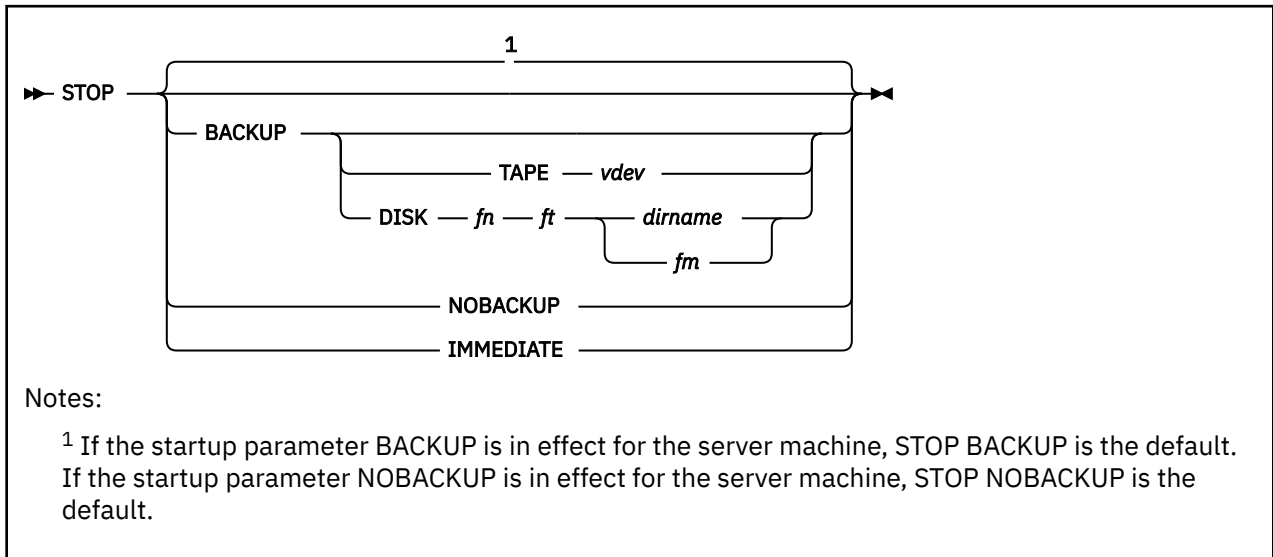 1
STOP
BACKUP
TAPE vdev
DISK fn ft dirname
fm
NOBACKUP
IMMEDIATE
Notes:
1 If the startup parameter BACKUP is in effect for the server machine, STOP BACKUP is the default.
If the startup parameter NOBACKUP is in effect for the server machine, STOP NOBACKUP is the
default.